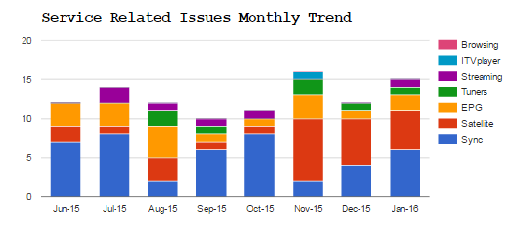 Service Related Issues Monthly Trend
20
15
10
5
0
Jun-15 Jul-15 Aug-15 Sep-15 Oct-15 Nov-15 Dec-15 Jan-16
Browsing
ITVplayer
Streaming
Tuners
EPG
Satelite
Sync